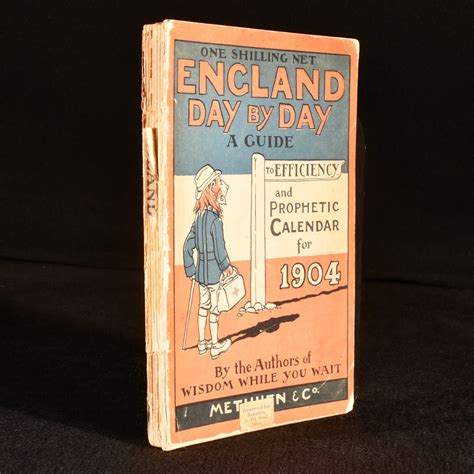 ONE SHILLING NET
ENGLAND
DAY BY DAY
A GUIDE
TO EFFICIENCY
and
PROPHETIC
CALENDAR
for
1904
By the Authors of
WISDOM WHILE YOU WAIT
METHUEN & Co.